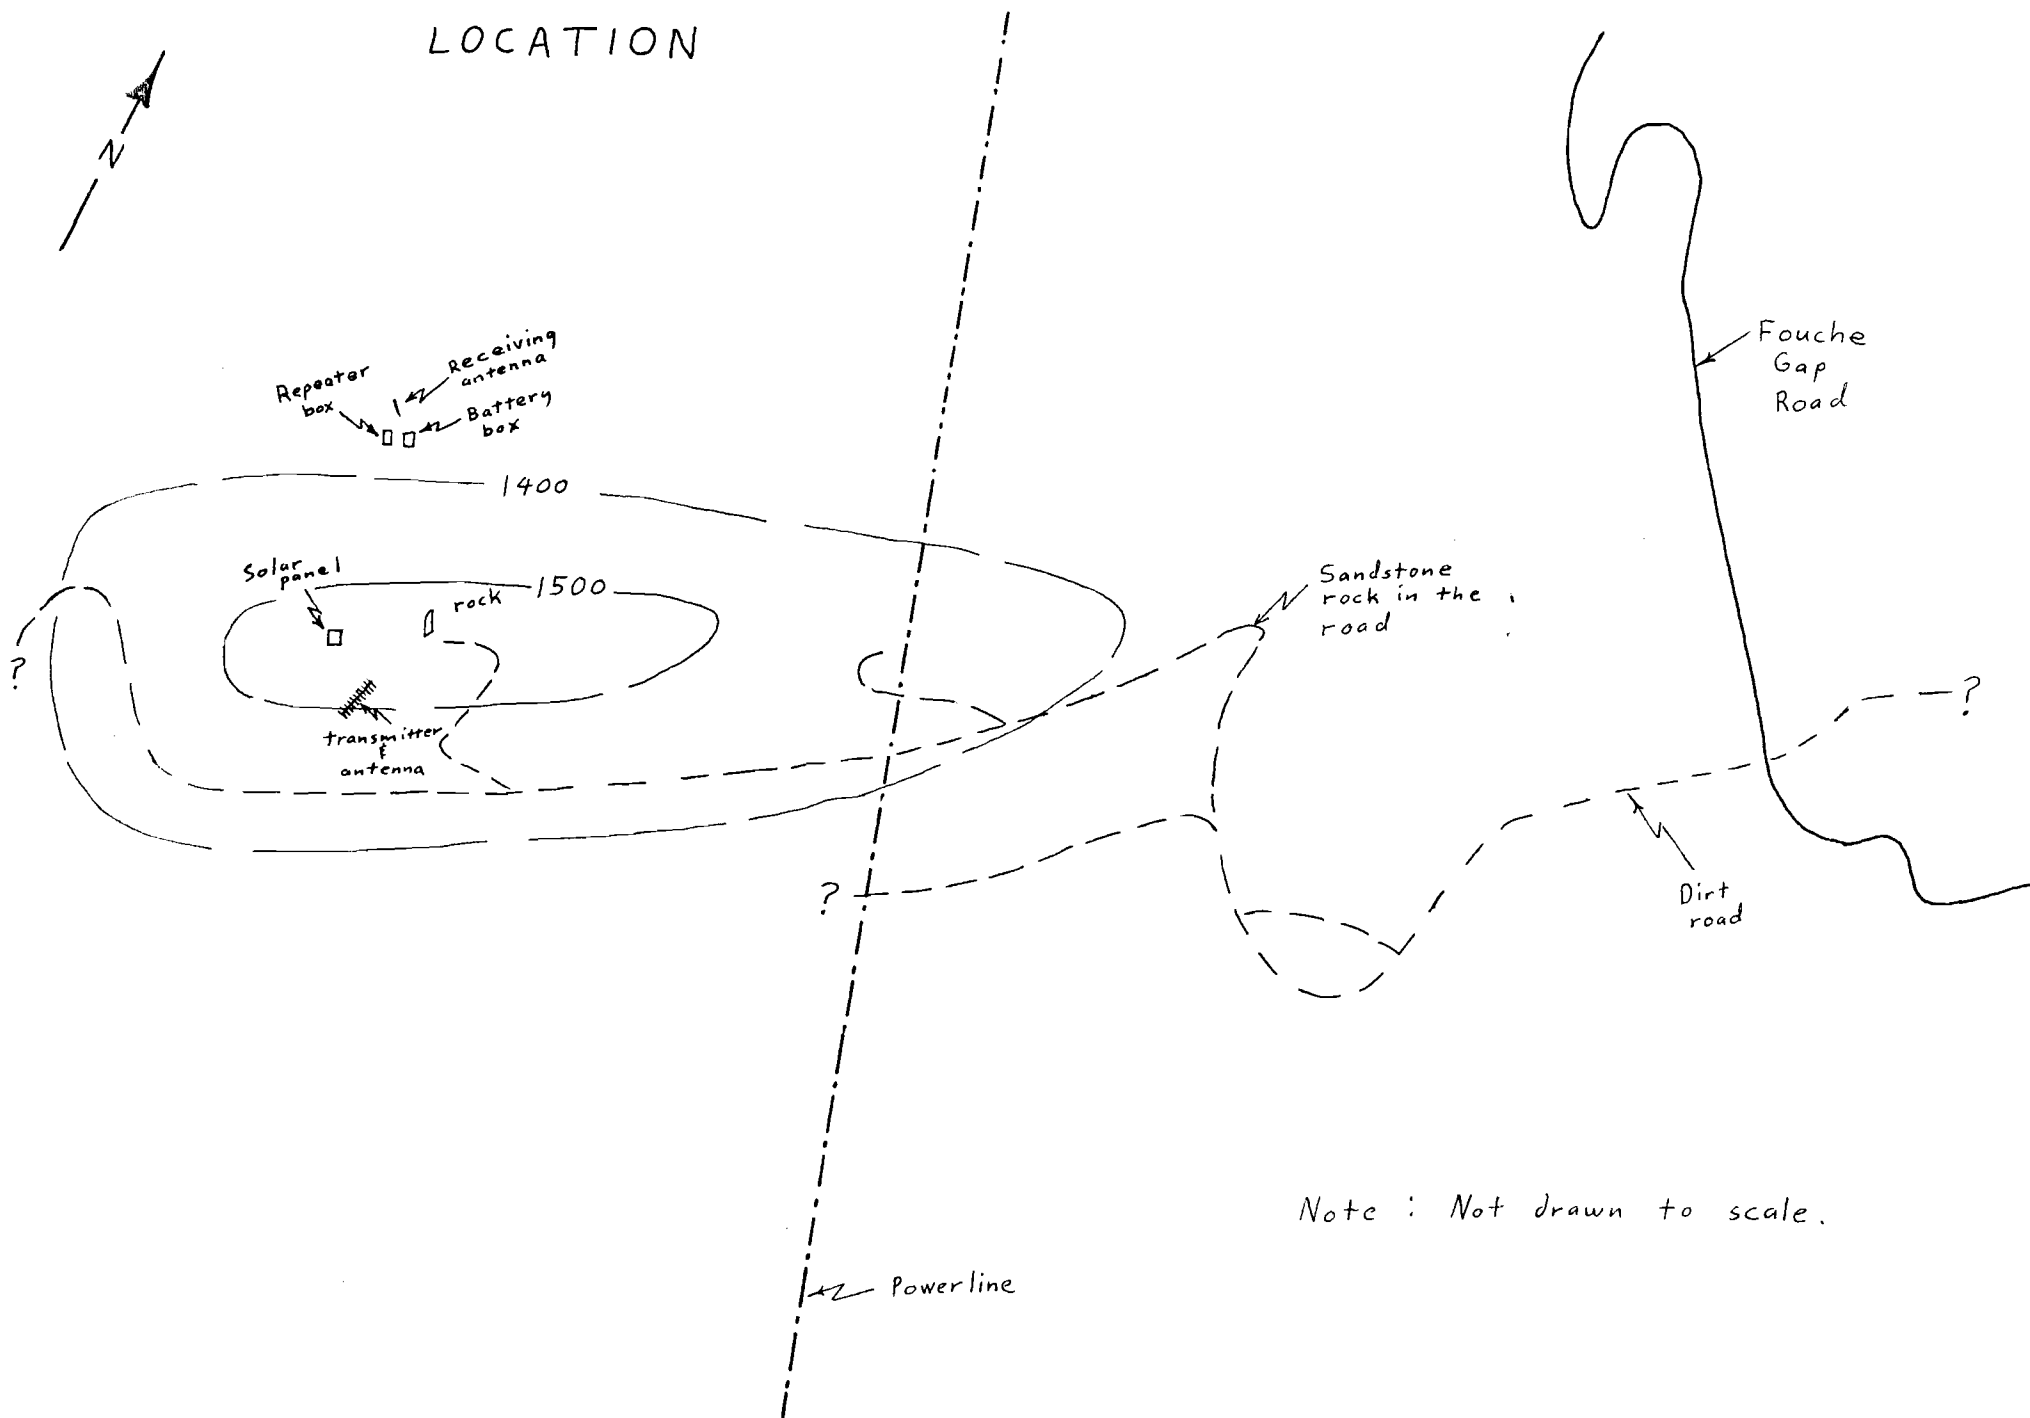 LOCATION
N
Repeater
box
Receiving
antenna
Battery
box
1400
Solar
panel
rock
1500
transmitter
&
antenna
?
?
Sandstone
rock in the
road
Fouche
Gap
Road
?
Dirt
road
Note : Not drawn to scale.
Powerline